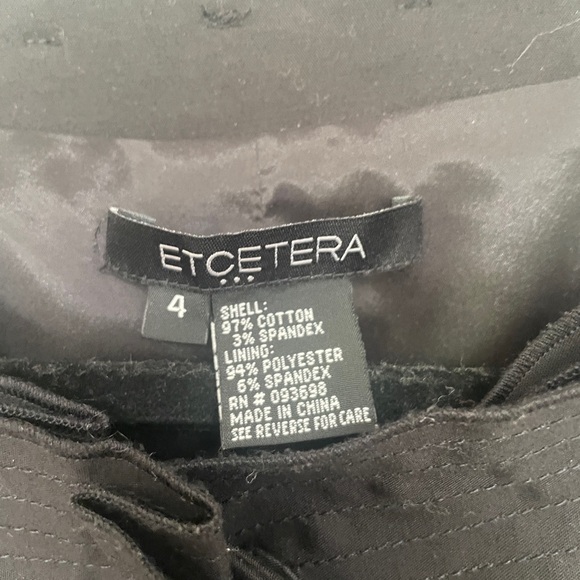 ETCETERA
4
SHELL:
97% COTTON
3% SPANDEX
LINING:
94% POLYESTER
6% SPANDEX
RN # 093698
MADE IN CHINA
SEE REVERSE FOR CARE